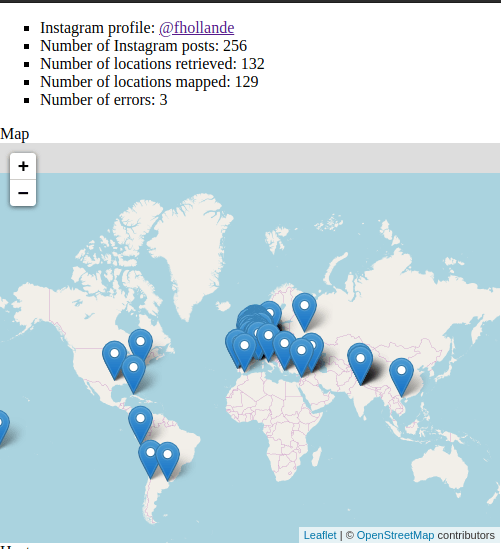 Instagram profile: @fhollande
Number of Instagram posts: 256
Number of locations retrieved: 132
Number of locations mapped: 129
Number of errors: 3
Map
+
−
Leaflet | © OpenStreetMap contributors